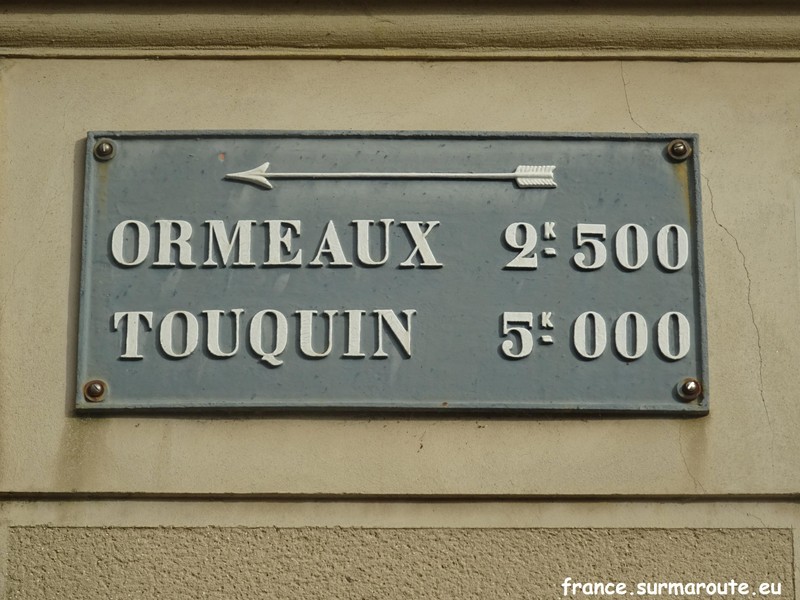 ORMEAUX 2K 500
TOUQUIN 5K 000
france.surmaroute.eu